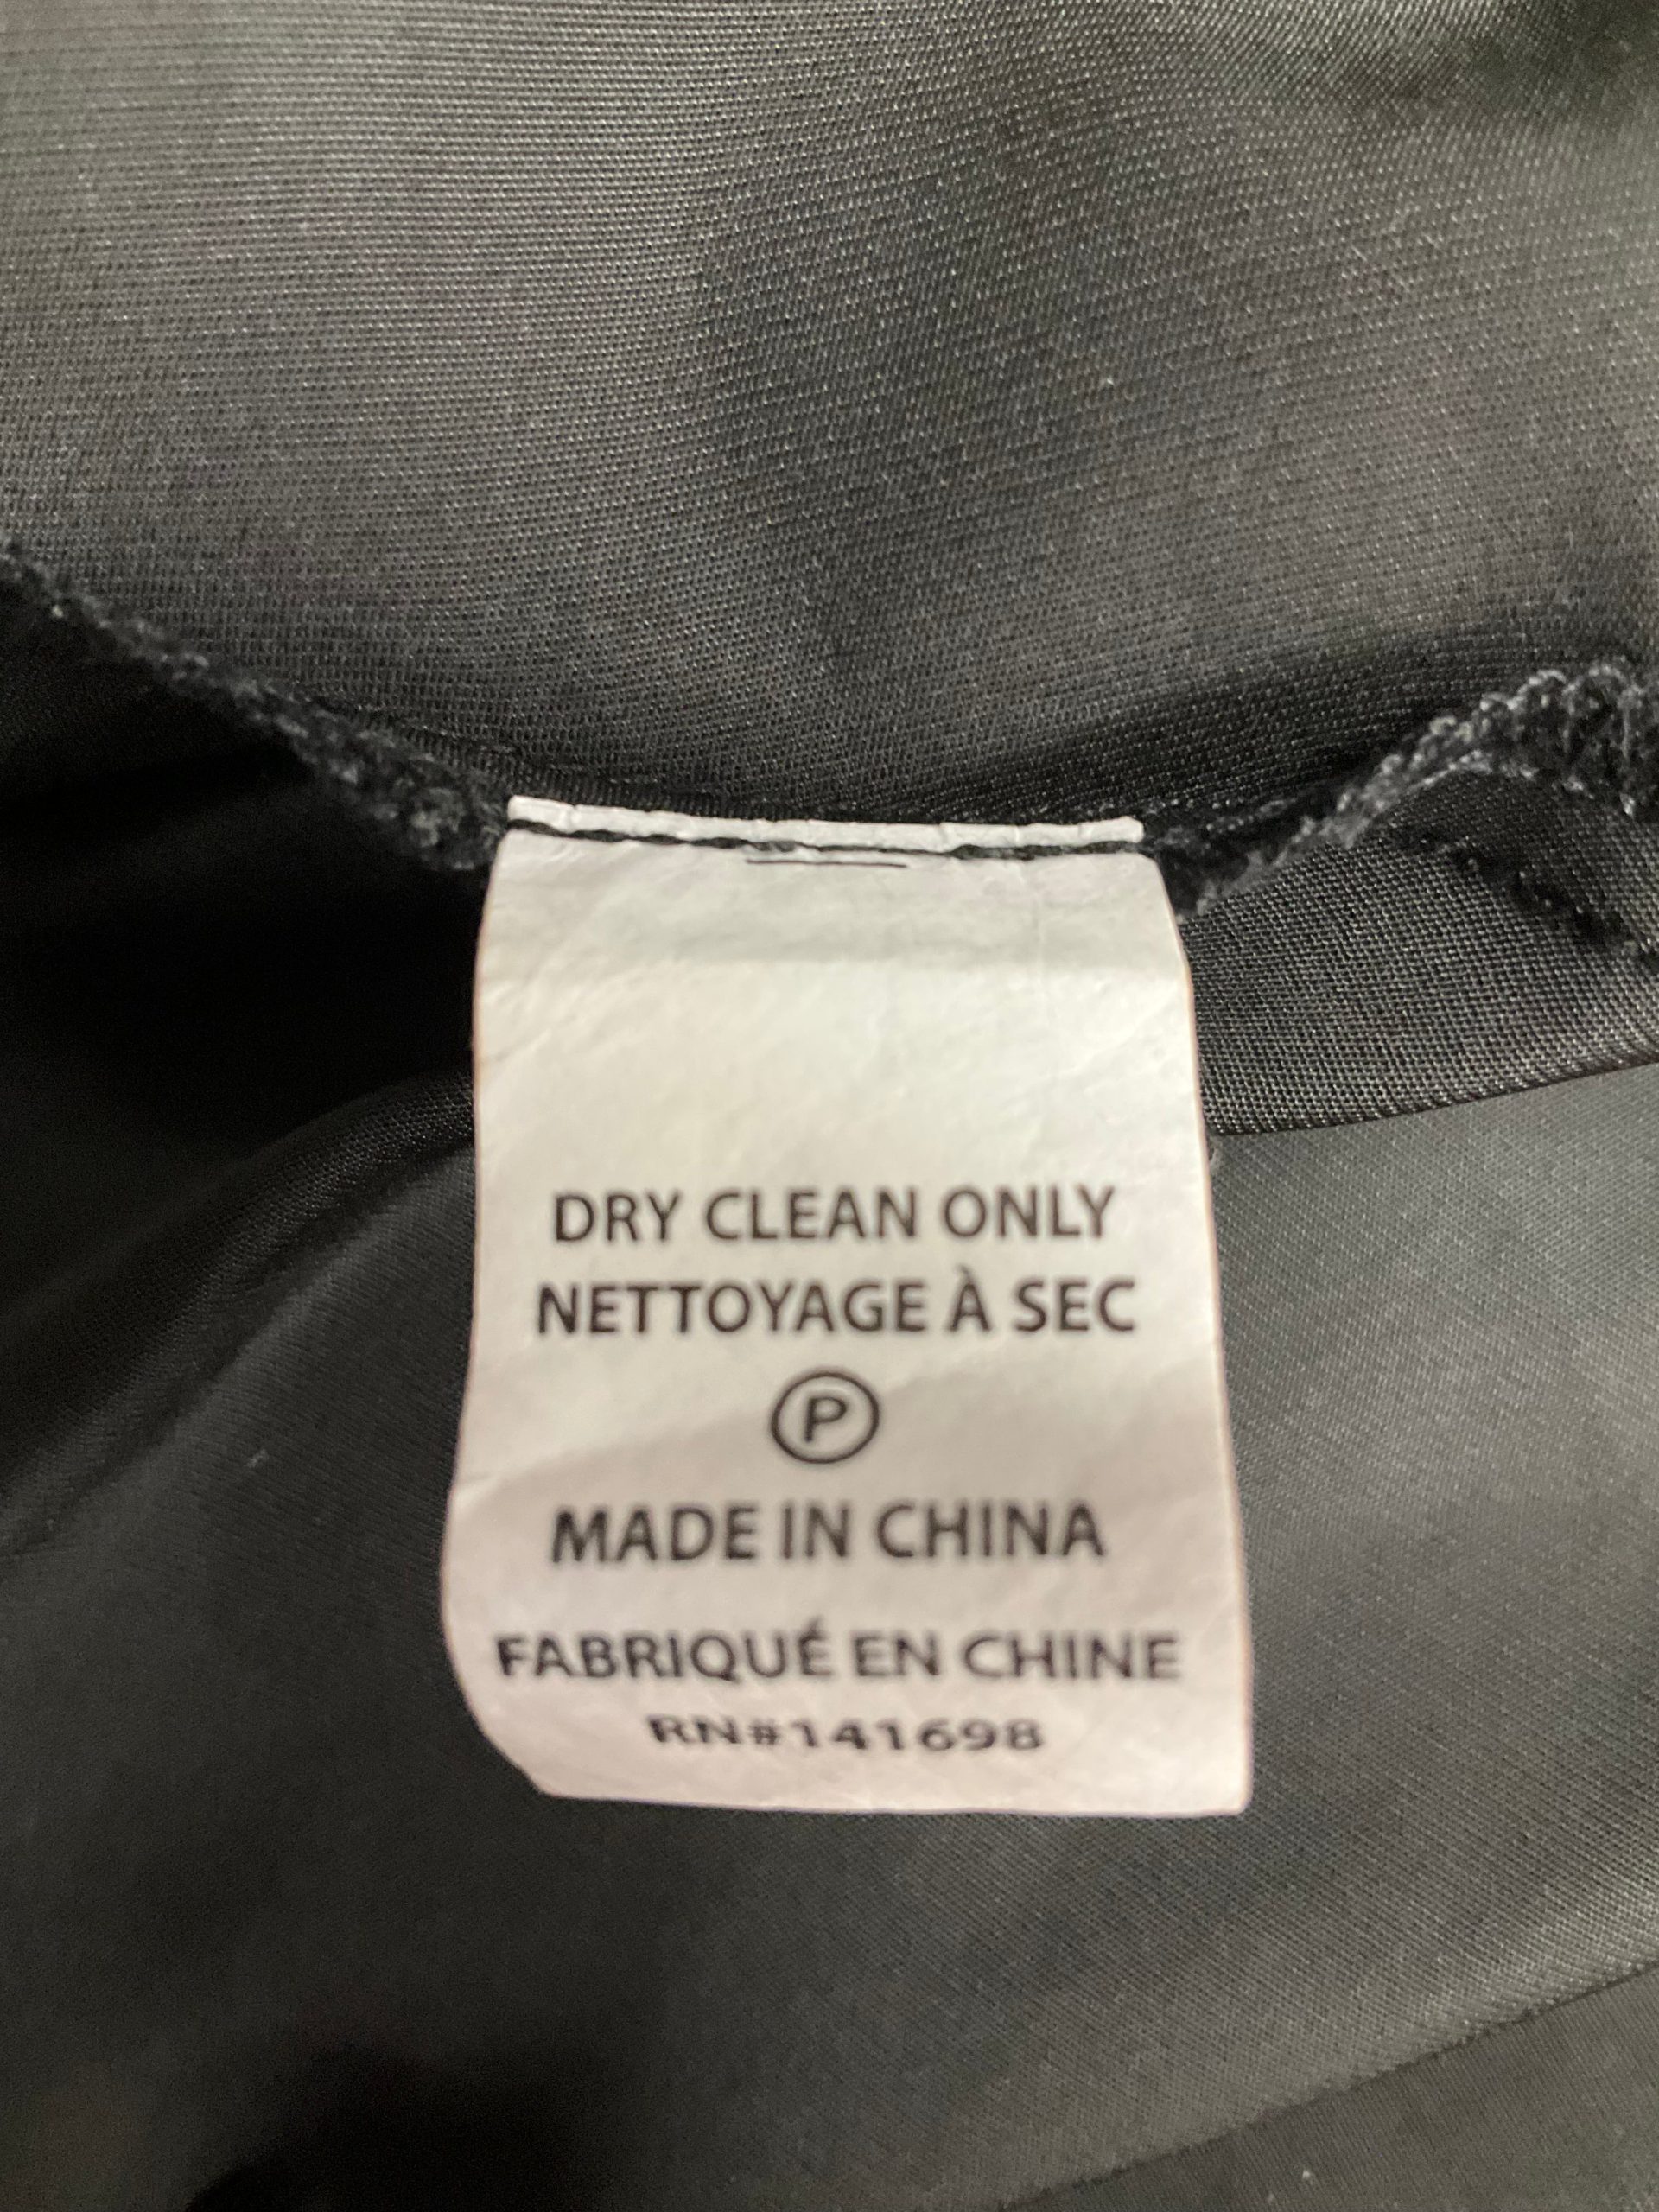 DRY CLEAN ONLY
NETTOYAGE À SEC
P
MADE IN CHINA
FABRIQUÉ EN CHINE
RN#141698